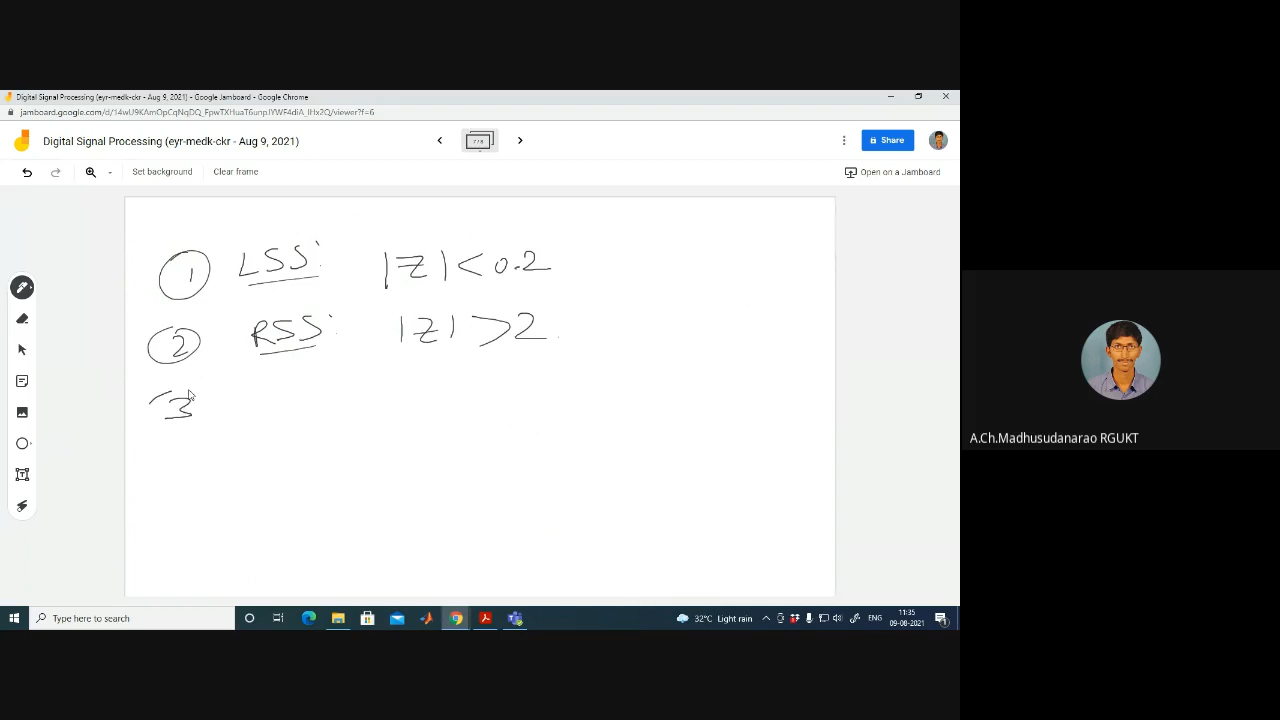 Digital Signal Processing (eyr-medk-ckr - Aug 9, 2021) - Google Jamboard - Google Chrome
Digital Signal Processing (eyr-medk-ckr - Aug 9, 2021)
7 / 8
Share
Set background
Clear frame
Open on a Jamboard
1 LSS: |Z| < 0.2
2 RSS: |Z| > 2
3
A.Ch.Madhusudanarao RGUKT
Type here to search
32°C Light rain
ENG
11:35
09-08-2021